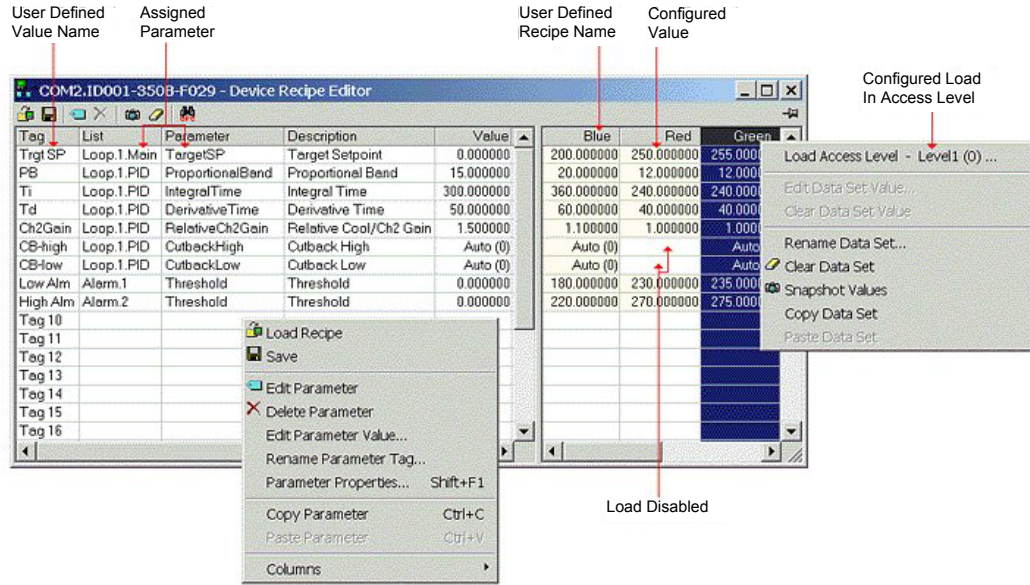 User Defined Value Name
Assigned Parameter
User Defined Recipe Name
Configured Value
Configured Load In Access Level
COM2.ID001-350B-F029 - Device Recipe Editor
Tag List Parameter Description Value Blue Red Green
Trgt SP Loop.1.Main TargetSP Target Setpoint 0.000000 200.000000 250.000000 255.000
PB Loop.1.PID ProportionalBand Proportional Band 15.000000 20.000000 12.000000 12.0000
Ti Loop.1.PID IntegralTime Integral Time 300.000000 360.000000 240.000000 240.0000
Td Loop.1.PID DerivativeTime Derivative Time 50.000000 60.000000 40.000000 40.0000
Ch2Gain Loop.1.PID RelativeCh2Gain Relative Cool/Ch2 Gain 1.500000 1.100000 1.000000 1.0000
CB-high Loop.1.PID CutbackHigh Cutback High Auto (0) Auto (0) Auto
CB-low Loop.1.PID CutbackLow Cutback Low Auto (0) Auto (0) Auto
Low Alm Alarm.1 Threshold Threshold 0.000000 180.000000 230.000000 235.000
High Alm Alarm.2 Threshold Threshold 0.000000 220.000000 270.000000 275.000
Tag 10
Tag 11
Tag 12
Tag 13
Tag 14
Tag 15
Tag 16
Load Recipe
Save
Edit Parameter
Delete Parameter
Edit Parameter Value...
Rename Parameter Tag...
Parameter Properties... Shift+F1
Copy Parameter Ctrl+C
Paste Parameter Ctrl+V
Columns
Load Access Level - Level1 (0) ...
Edit Data Set Value...
Clear Data Set Value
Rename Data Set...
Clear Data Set
Snapshot Values
Copy Data Set
Paste Data Set
Load Disabled